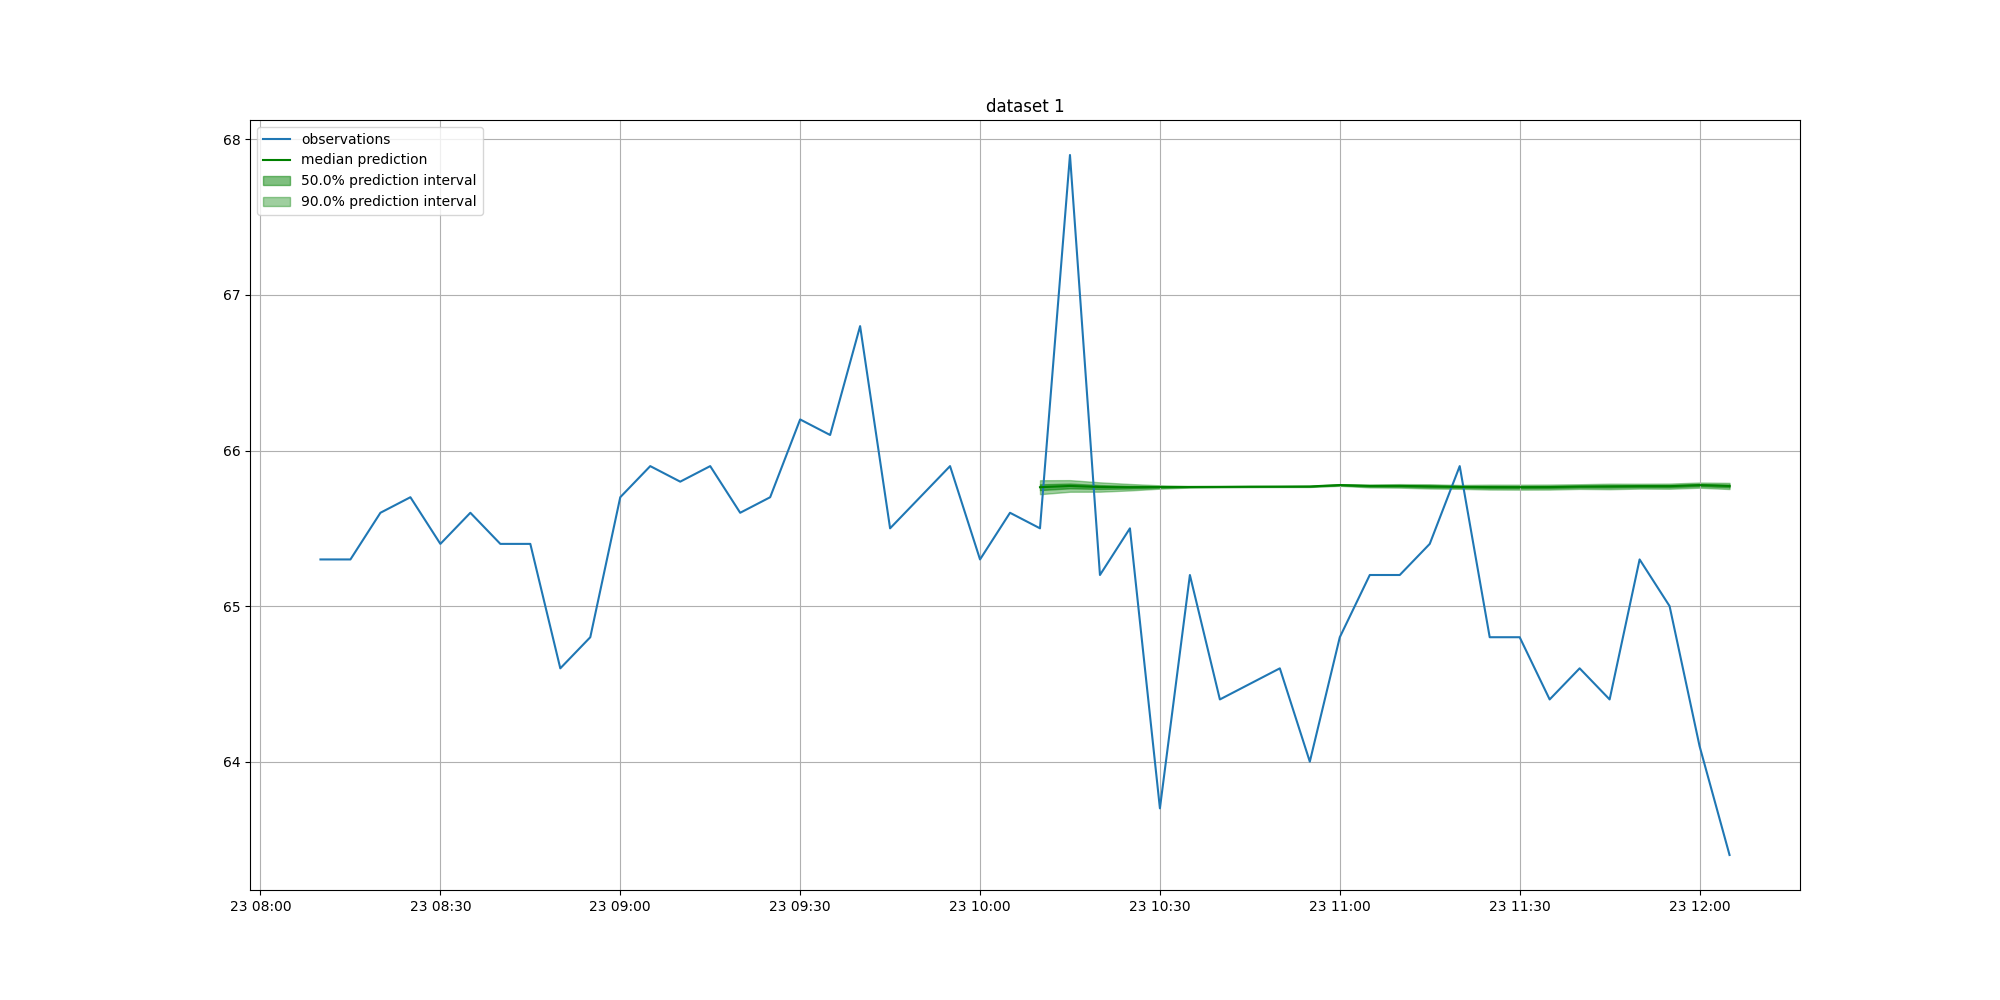 dataset 1
observations
median prediction
50.0% prediction interval
90.0% prediction interval
68
67
66
65
64
23 08:00 23 08:30 23 09:00 23 09:30 23 10:00 23 10:30 23 11:00 23 11:30 23 12:00